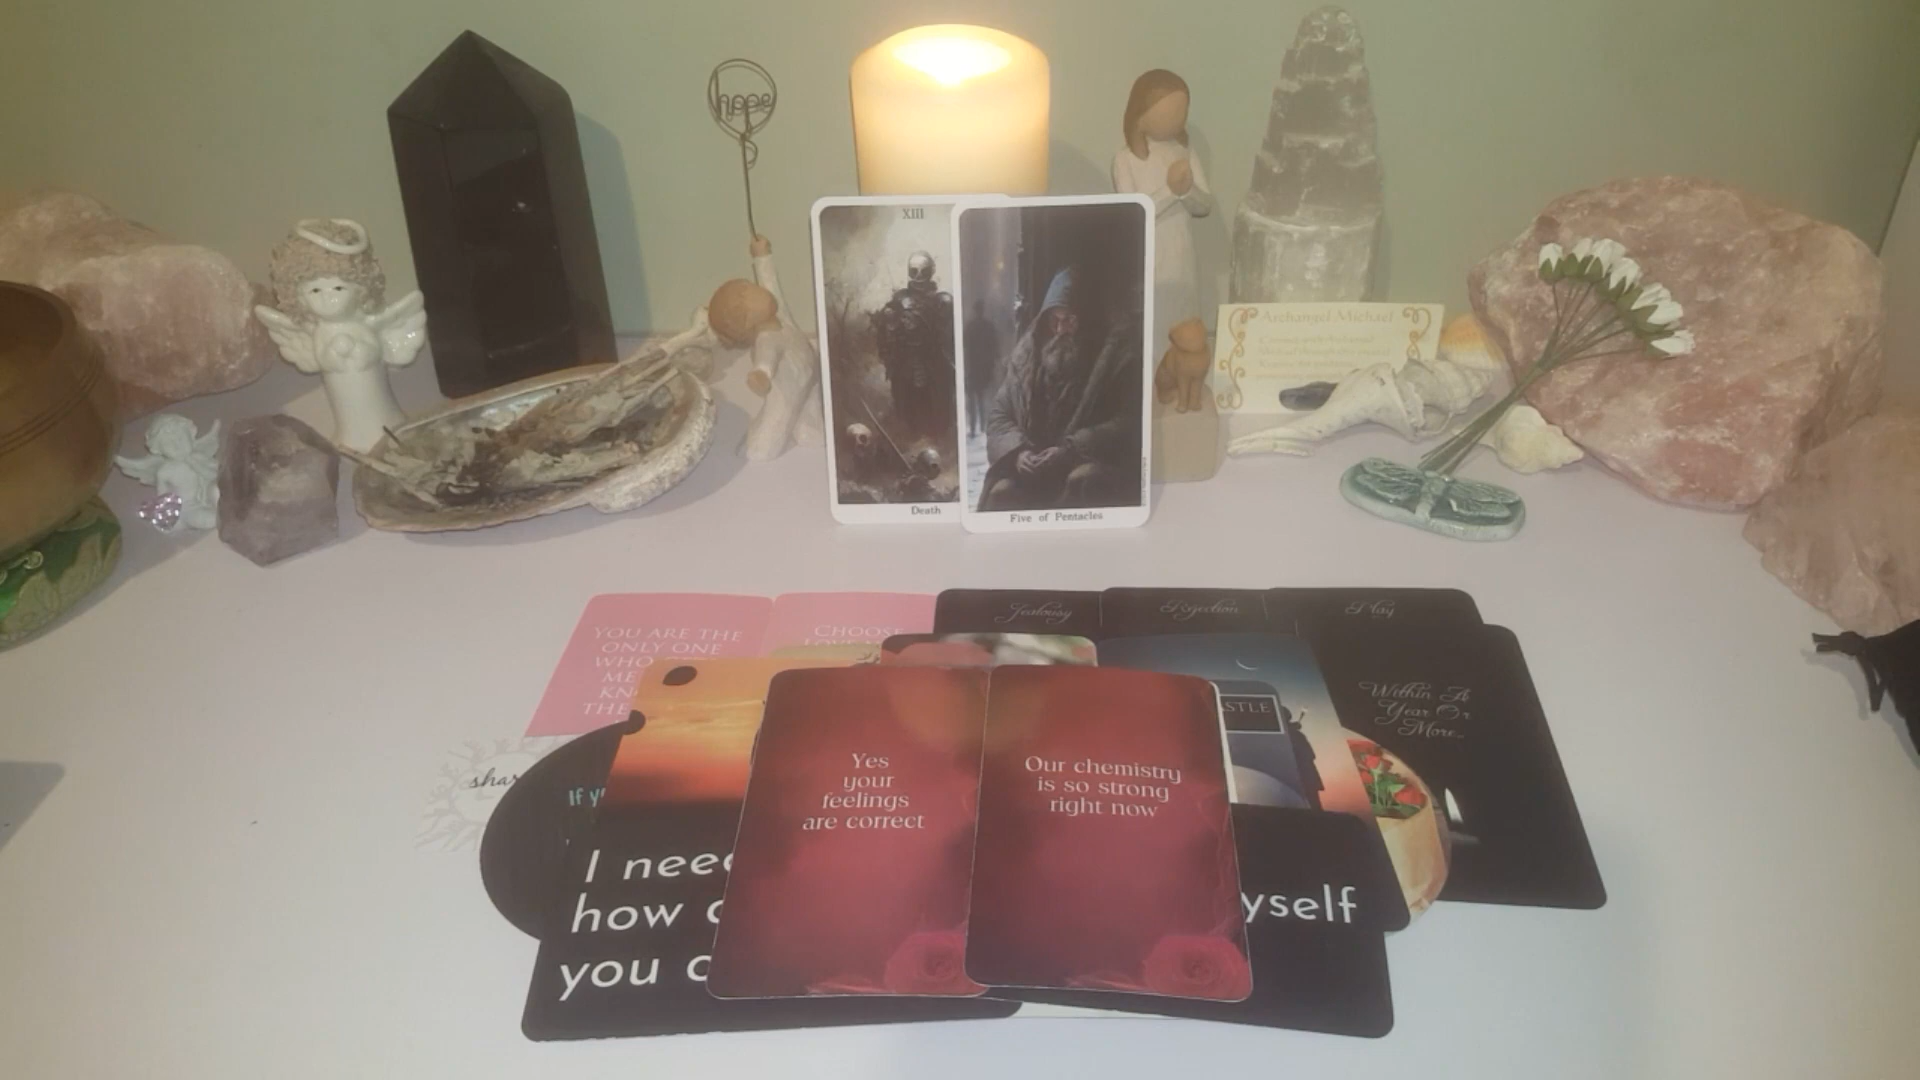 hope
XIII
Archangel Michael
Death
Five of Pentacles
YOU ARE THE
ONLY ONE
WHO
ME
KN
THE
CHOOSE
Jealousy
Rejection
May
Within A
Year Or
More..
STLE
shar
If y
Yes
your
feelings
are correct
Our chemistry
is so strong
right now
I nee
how
you
yself